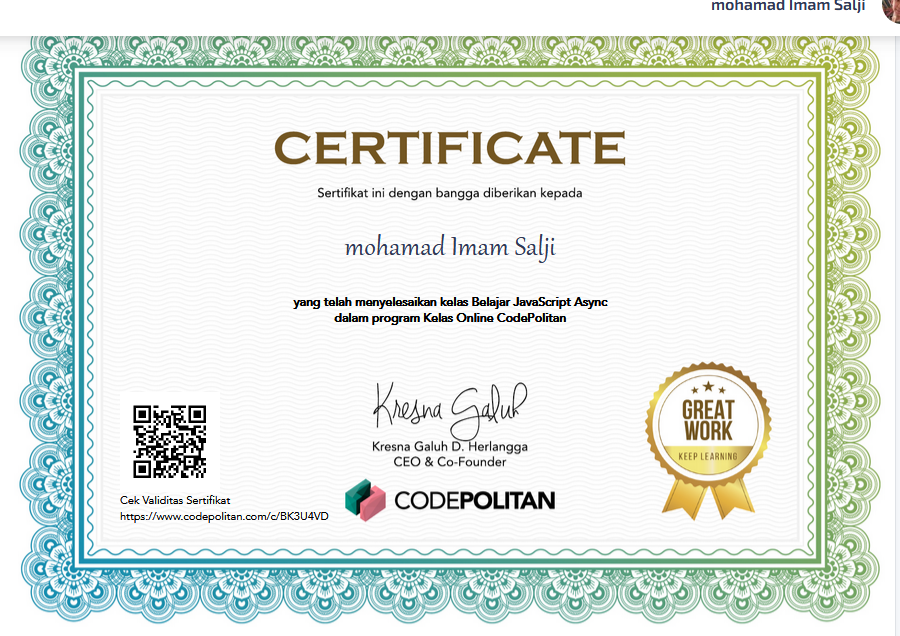 mohamad Imam Salji
CERTIFICATE
Sertifikat ini dengan bangga diberikan kepada
mohamad Imam Salji
yang telah menyelesaikan kelas Belajar JavaScript Async
dalam program Kelas Online CodePolitan
Kresna Galuh
Kresna Galuh D. Herlangga
CEO & Co-Founder
CODEPOLITAN
GREAT
WORK
KEEP LEARNING
Cek Validitas Sertifikat
https://www.codepolitan.com/c/BK3U4VD